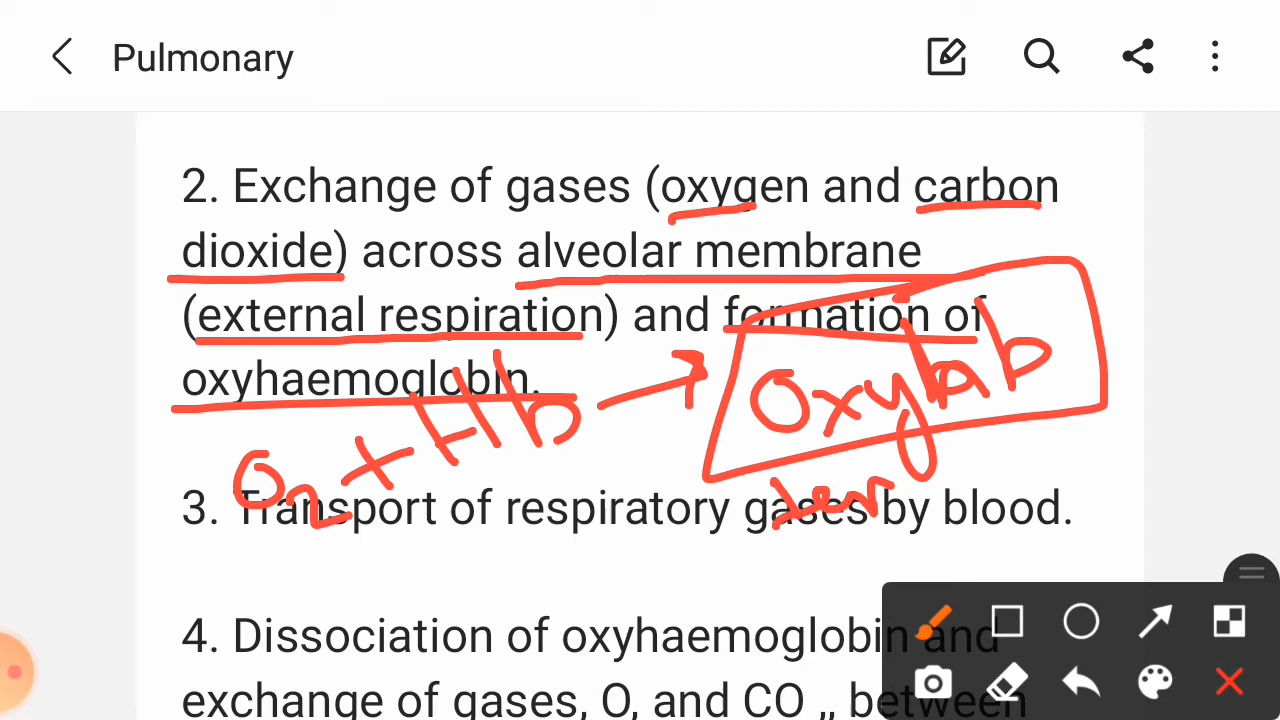 Pulmonary
2. Exchange of gases (oxygen and carbon
dioxide) across alveolar membrane
(external respiration) and formation of
oxyhaemoglobin.
O2 + Hb → Oxyhb
3. Transport of respiratory gases by blood.
4. Dissociation of oxyhaemoglobin and
exchange of gases, O, and CO ,, between